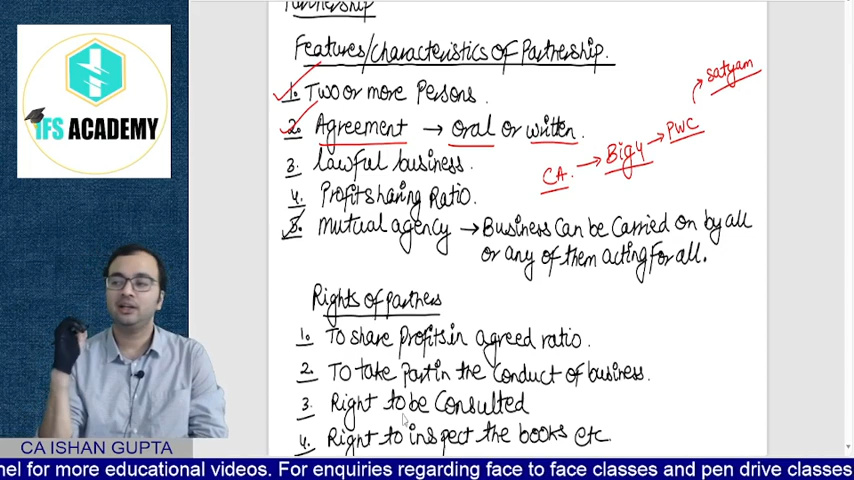 Partnership
Features/Characteristics of Partnership.
1. Two or more Persons.
2. Agreement → oral or written.
3. lawful business.
4. Profit sharing Ratio.
5. mutual agency → Business Can be Carried on by all
or any of them acting for all.
CA → Big 4 → PWC → satyam
Rights of partners
1. To share Profits in agreed ratio.
2. To take Part in the Conduct of business.
3. Right to be Consulted
4. Right to inspect the books etc.
IFS ACADEMY
CA ISHAN GUPTA
nel for more educational videos. For enquiries regarding face to face classes and pen drive classes